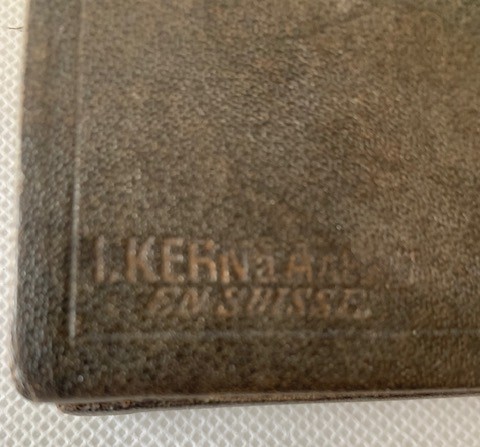 I. KERN à
EN SUISSE.